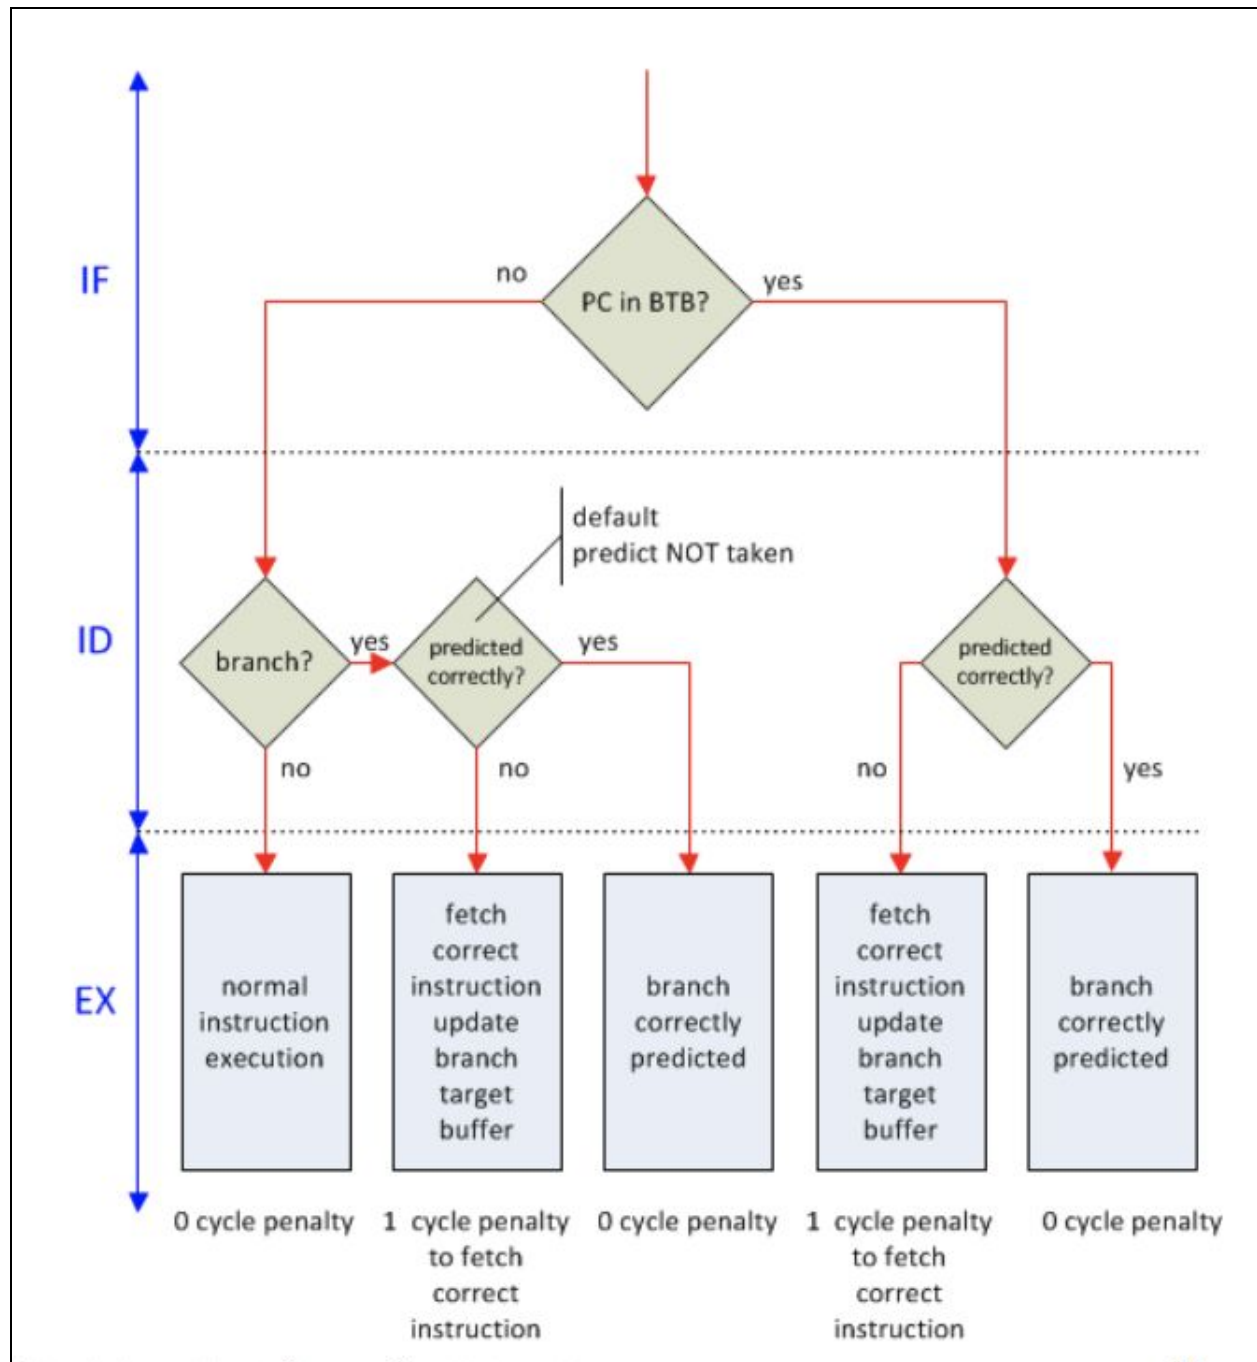 no
yes
IF
PC in BTB?
default
predict NOT taken
ID
branch?
yes
predicted
correctly?
yes
predicted
correctly?
no
no
no
yes
EX
normal
instruction
execution
fetch
correct
instruction
update
branch
target
buffer
branch
correctly
predicted
fetch
correct
instruction
update
branch
target
buffer
branch
correctly
predicted
0 cycle penalty
1 cycle penalty
to fetch
correct
instruction
0 cycle penalty
1 cycle penalty
to fetch
correct
instruction
0 cycle penalty